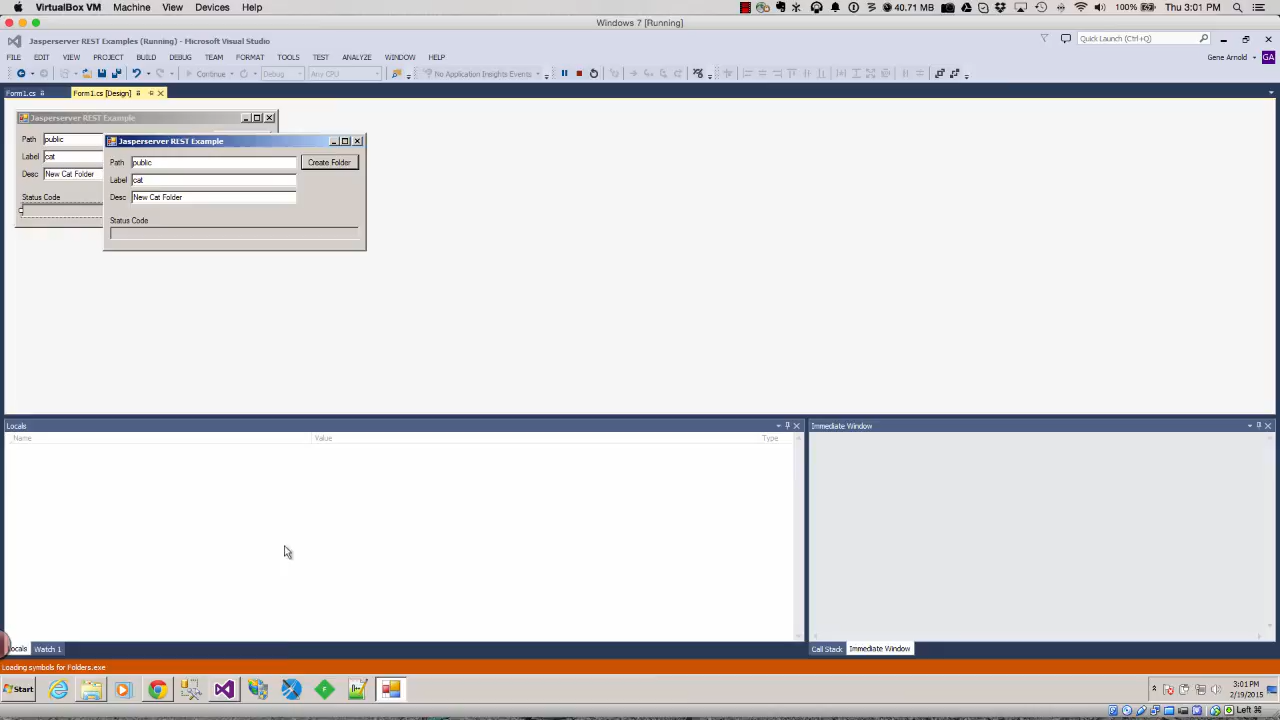 VirtualBox VM Machine View Devices Help 40.71 MB 100% Thu 3:01 PM
Windows 7 [Running]
Jasperserver REST Examples (Running) - Microsoft Visual Studio Quick Launch (Ctrl+Q)
FILE EDIT VIEW PROJECT BUILD DEBUG TEAM FORMAT TOOLS TEST ANALYZE WINDOW HELP Gene Arnold GA
Continue Debug Any CPU No Application Insights Events
Form1.cs Form1.cs [Design]
Jasperserver REST Example
Path public
Label cat
Desc New Cat Folder
Status Code
Jasperserver REST Example
Path public Create Folder
Label cat
Desc New Cat Folder
Status Code
Locals Immediate Window
Name Value Type
Locals Watch 1 Call Stack Immediate Window
Loading symbols for Folders.exe
Start 3:01 PM
2/19/2015
Left ⌘